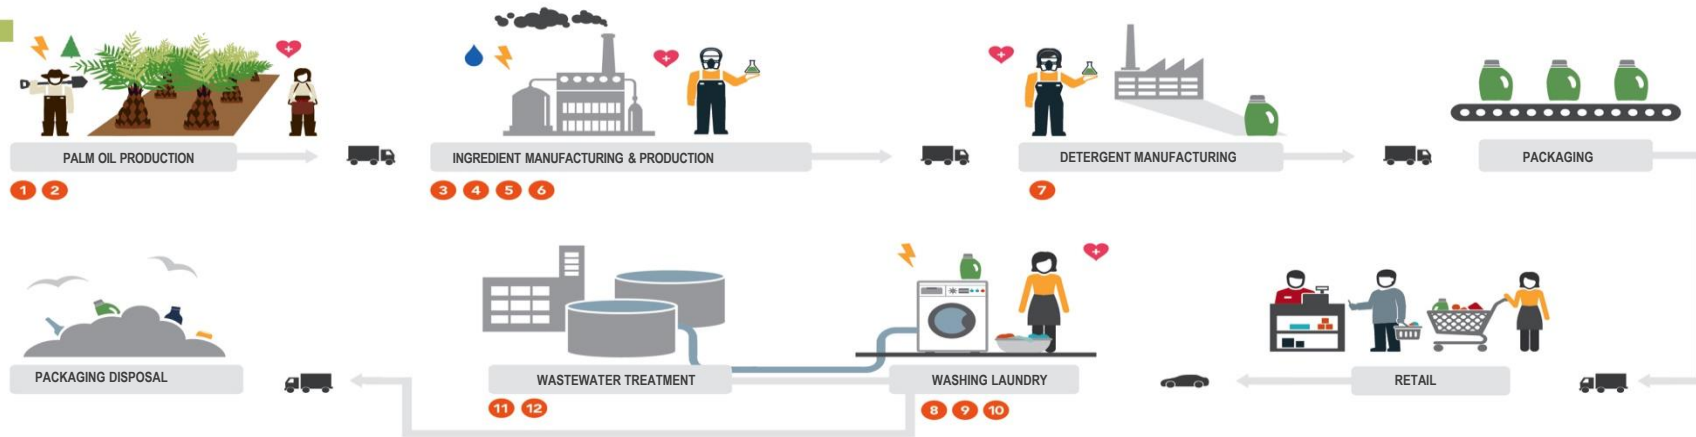 PALM OIL PRODUCTION
INGREDIENT MANUFACTURING & PRODUCTION
DETERGENT MANUFACTURING
PACKAGING
1 2
3 4 5 6
7
PACKAGING DISPOSAL
WASTEWATER TREATMENT
WASHING LAUNDRY
RETAIL
11 12
8 9 10